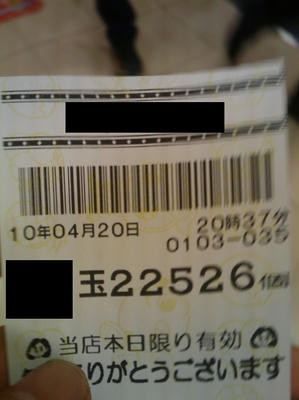 10年04月20日 20時37分
0103-035
玉22526個
当店本日限り有効
ありがとうございます